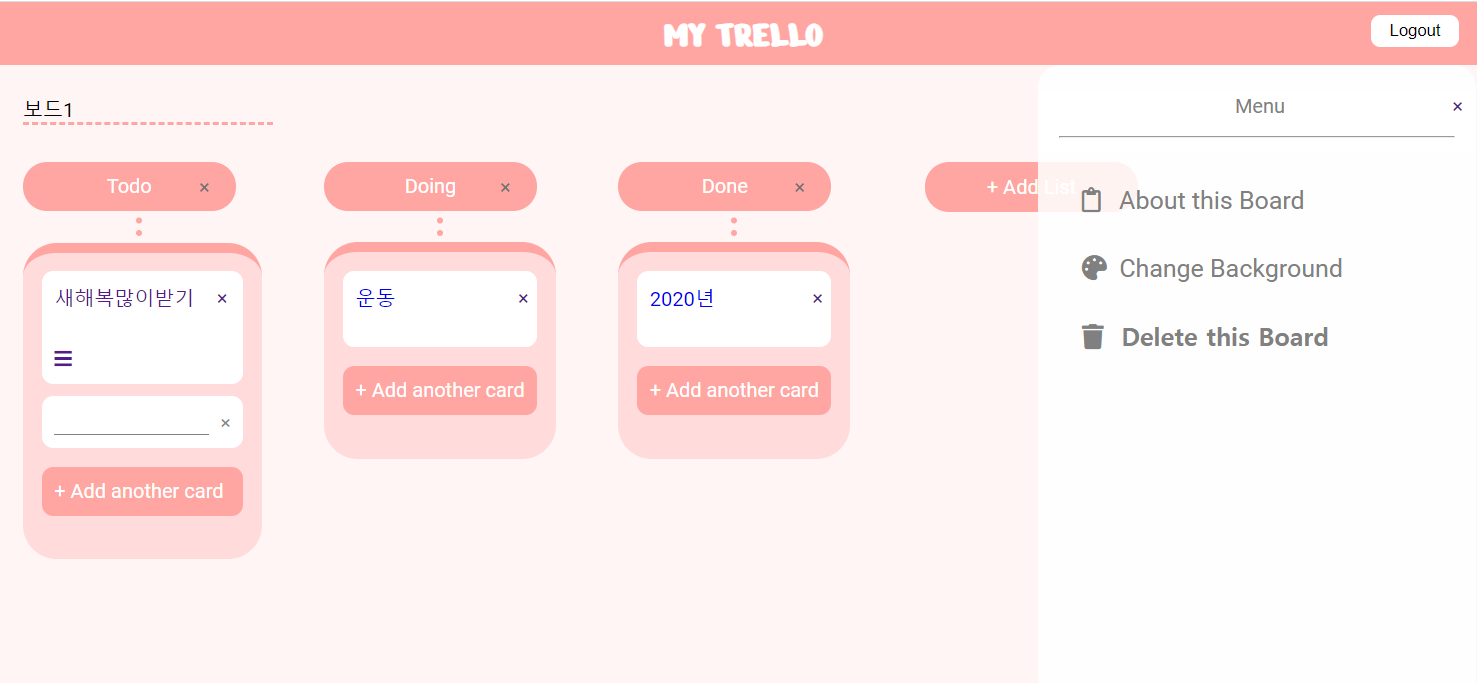 MY TRELLO
Logout
보드1
Menu
×
Todo ×
Doing ×
Done ×
+ Add List
About this Board
Change Background
Delete this Board
새해복많이받기 ×
×
+ Add another card
운동 ×
+ Add another card
2020년 ×
+ Add another card